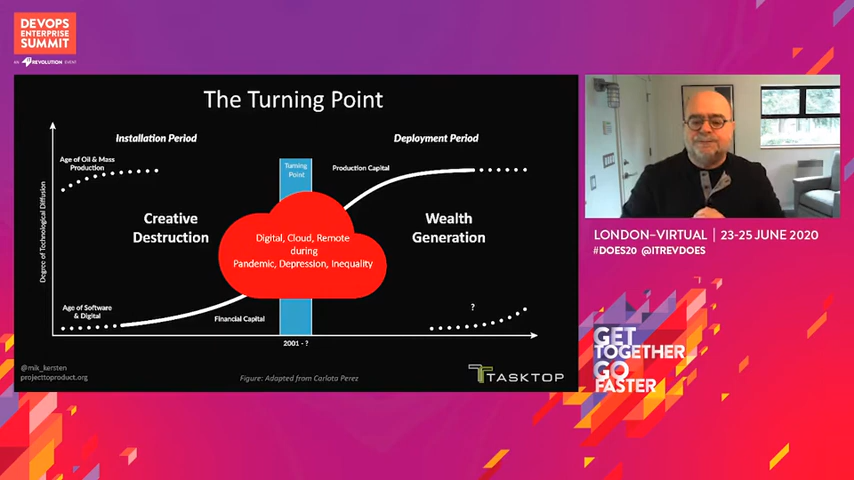 DEVOPS
ENTERPRISE
SUMMIT
AN IT REVOLUTION EVENT
The Turning Point
Installation Period
Deployment Period
Age of Oil & Mass
Production
Turning
Point
Production Capital
Degree of Technological Diffusion
Creative
Destruction
Wealth
Generation
Digital, Cloud, Remote
during
Pandemic, Depression, Inequality
Age of Software
& Digital
Financial Capital
?
2001 - ?
@mik_kersten
projecttoproduct.org
Figure: Adapted from Carlota Perez
TASKTOP
LONDON–VIRTUAL | 23-25 JUNE 2020
#DOES20 @ITREVDOES
GET
TOGETHER
GO
FASTER